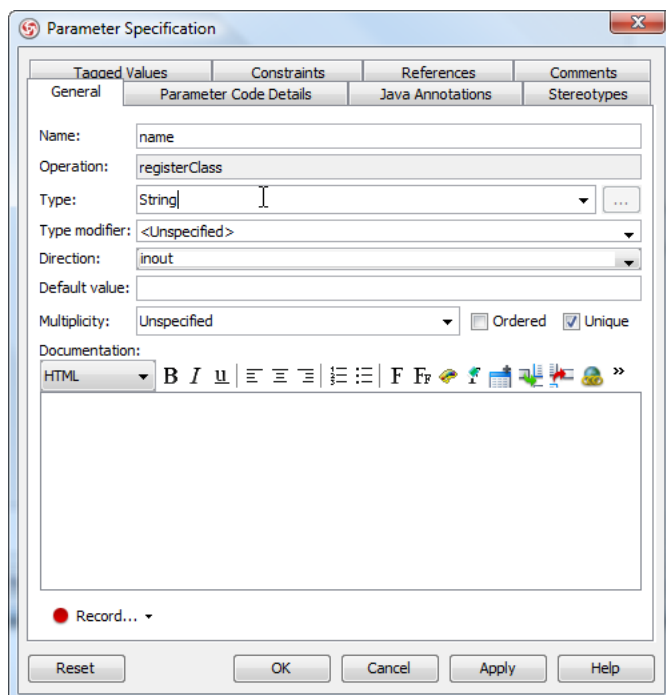 Parameter Specification
Tagged Values Constraints References Comments
General Parameter Code Details Java Annotations Stereotypes
Name: name
Operation: registerClass
Type: String ...
Type modifier: <Unspecified>
Direction: inout
Default value:
Multiplicity: Unspecified Ordered Unique
Documentation:
HTML B I u F FF »
Record...
Reset OK Cancel Apply Help